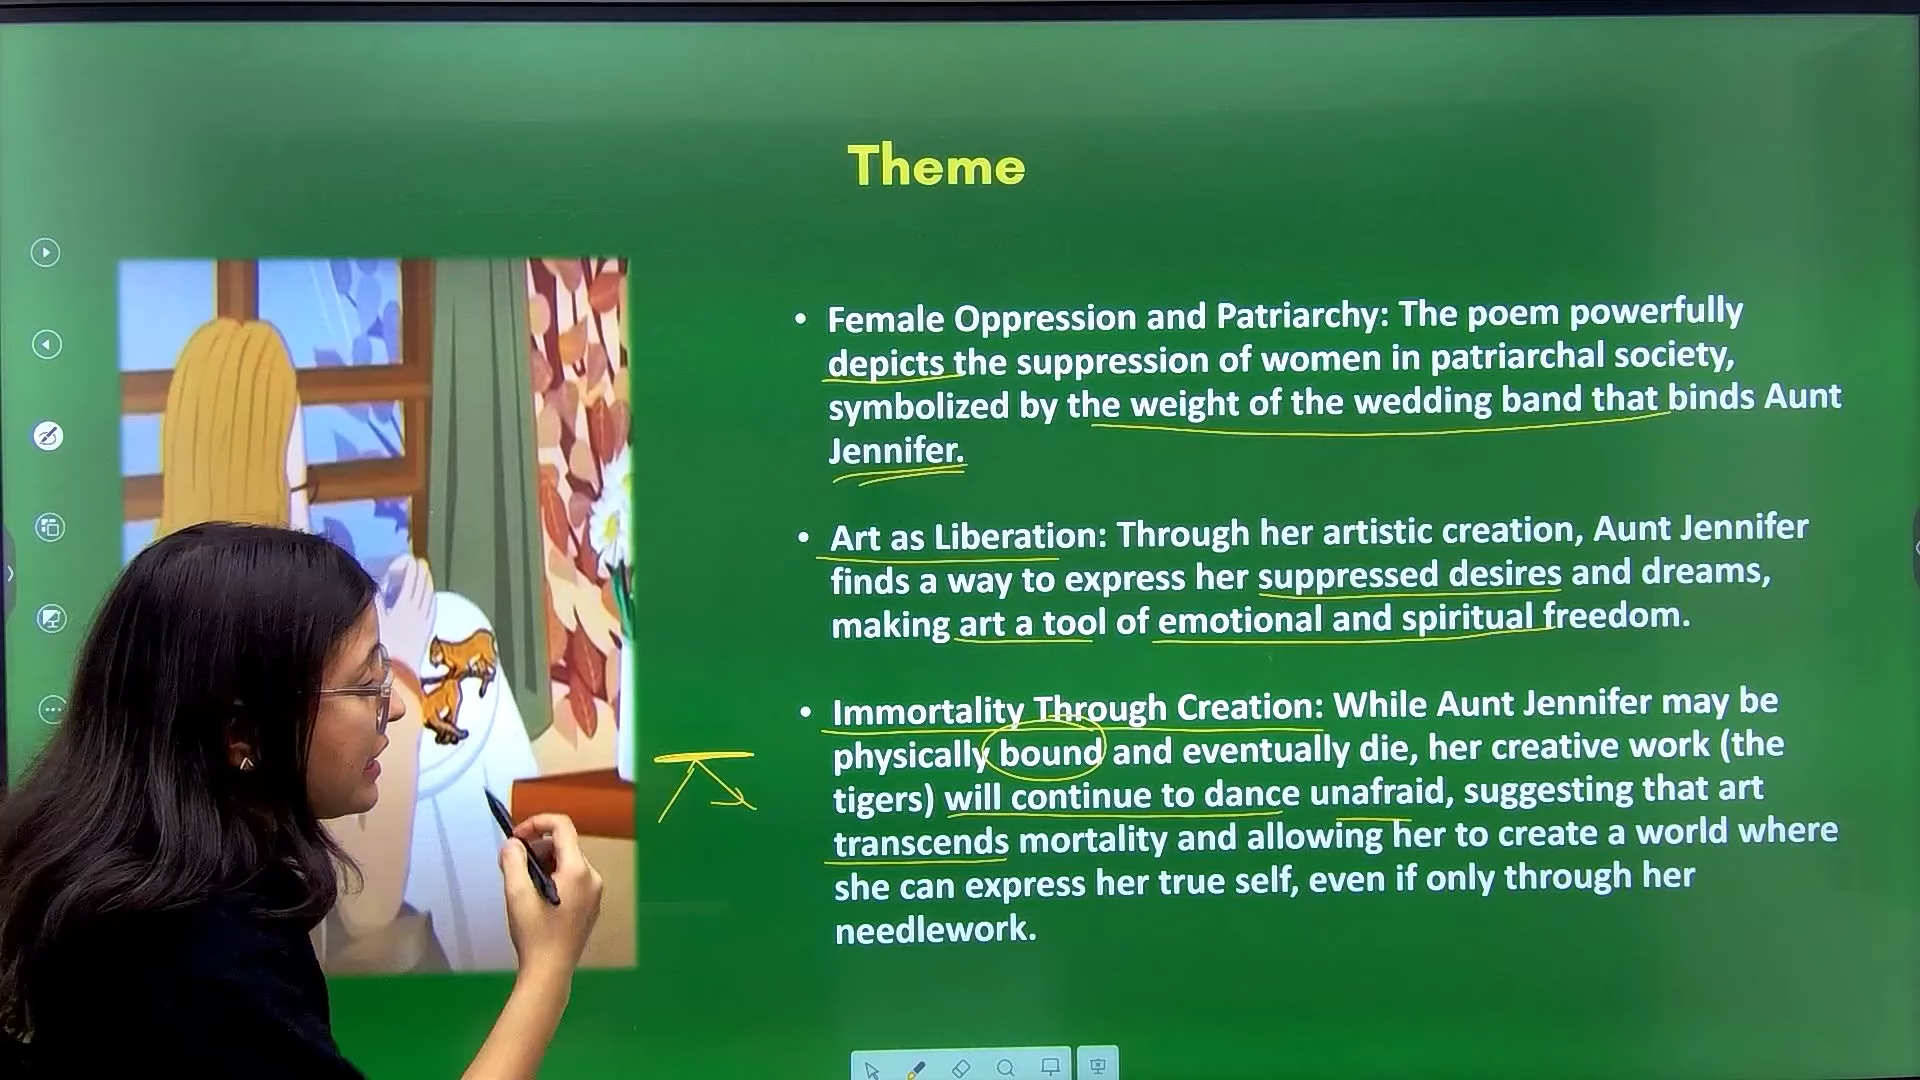 Theme
• Female Oppression and Patriarchy: The poem powerfully
depicts the suppression of women in patriarchal society,
symbolized by the weight of the wedding band that binds Aunt
Jennifer.
• Art as Liberation: Through her artistic creation, Aunt Jennifer
finds a way to express her suppressed desires and dreams,
making art a tool of emotional and spiritual freedom.
• Immortality Through Creation: While Aunt Jennifer may be
physically bound and eventually die, her creative work (the
tigers) will continue to dance unafraid, suggesting that art
transcends mortality and allowing her to create a world where
she can express her true self, even if only through her
needlework.